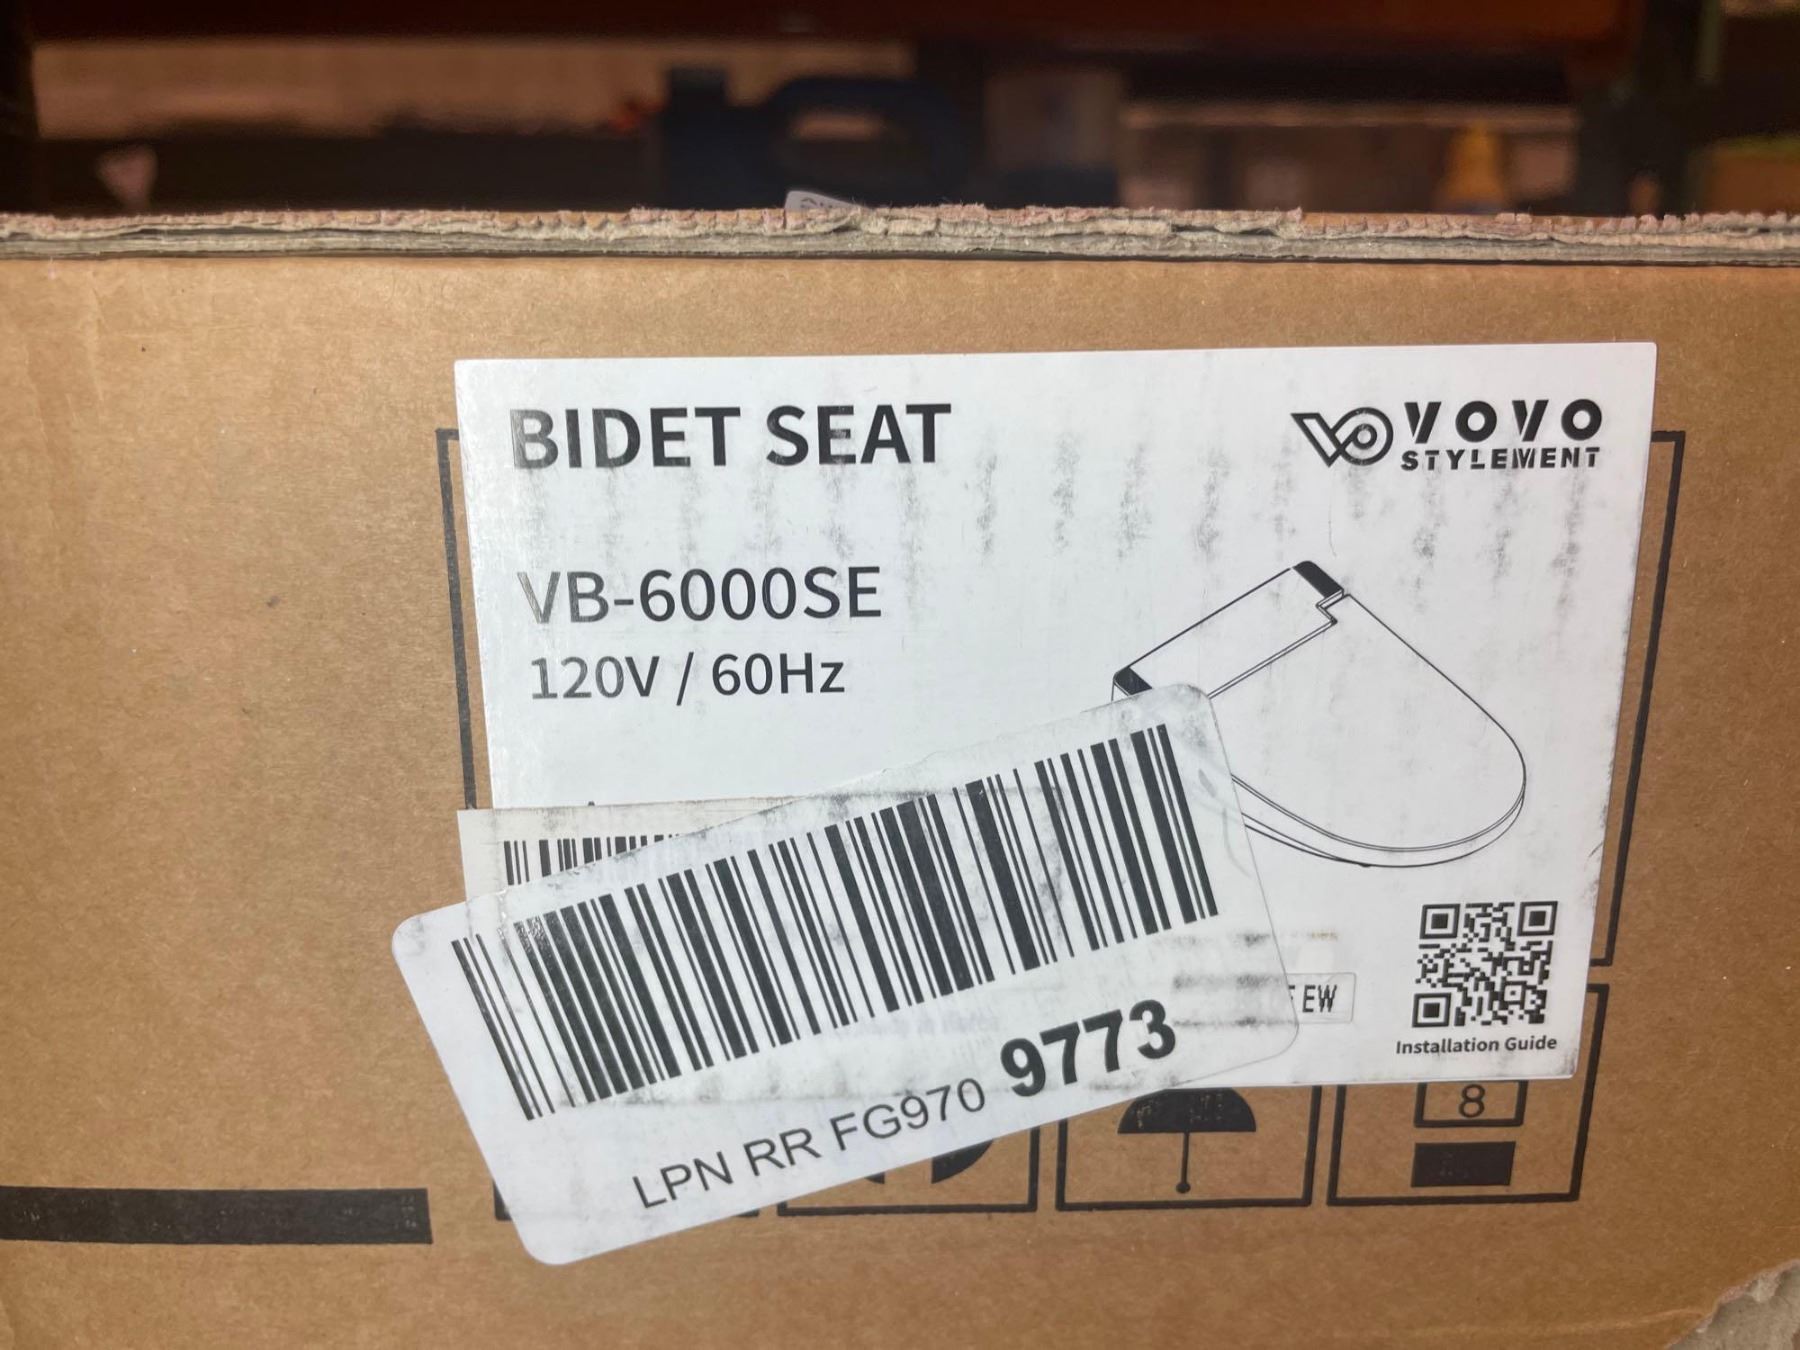 BIDET SEAT
VOVO
STYLEMENT
VB-6000SE
120V / 60Hz
EW
Installation Guide
LPN RR FG970 9773
8